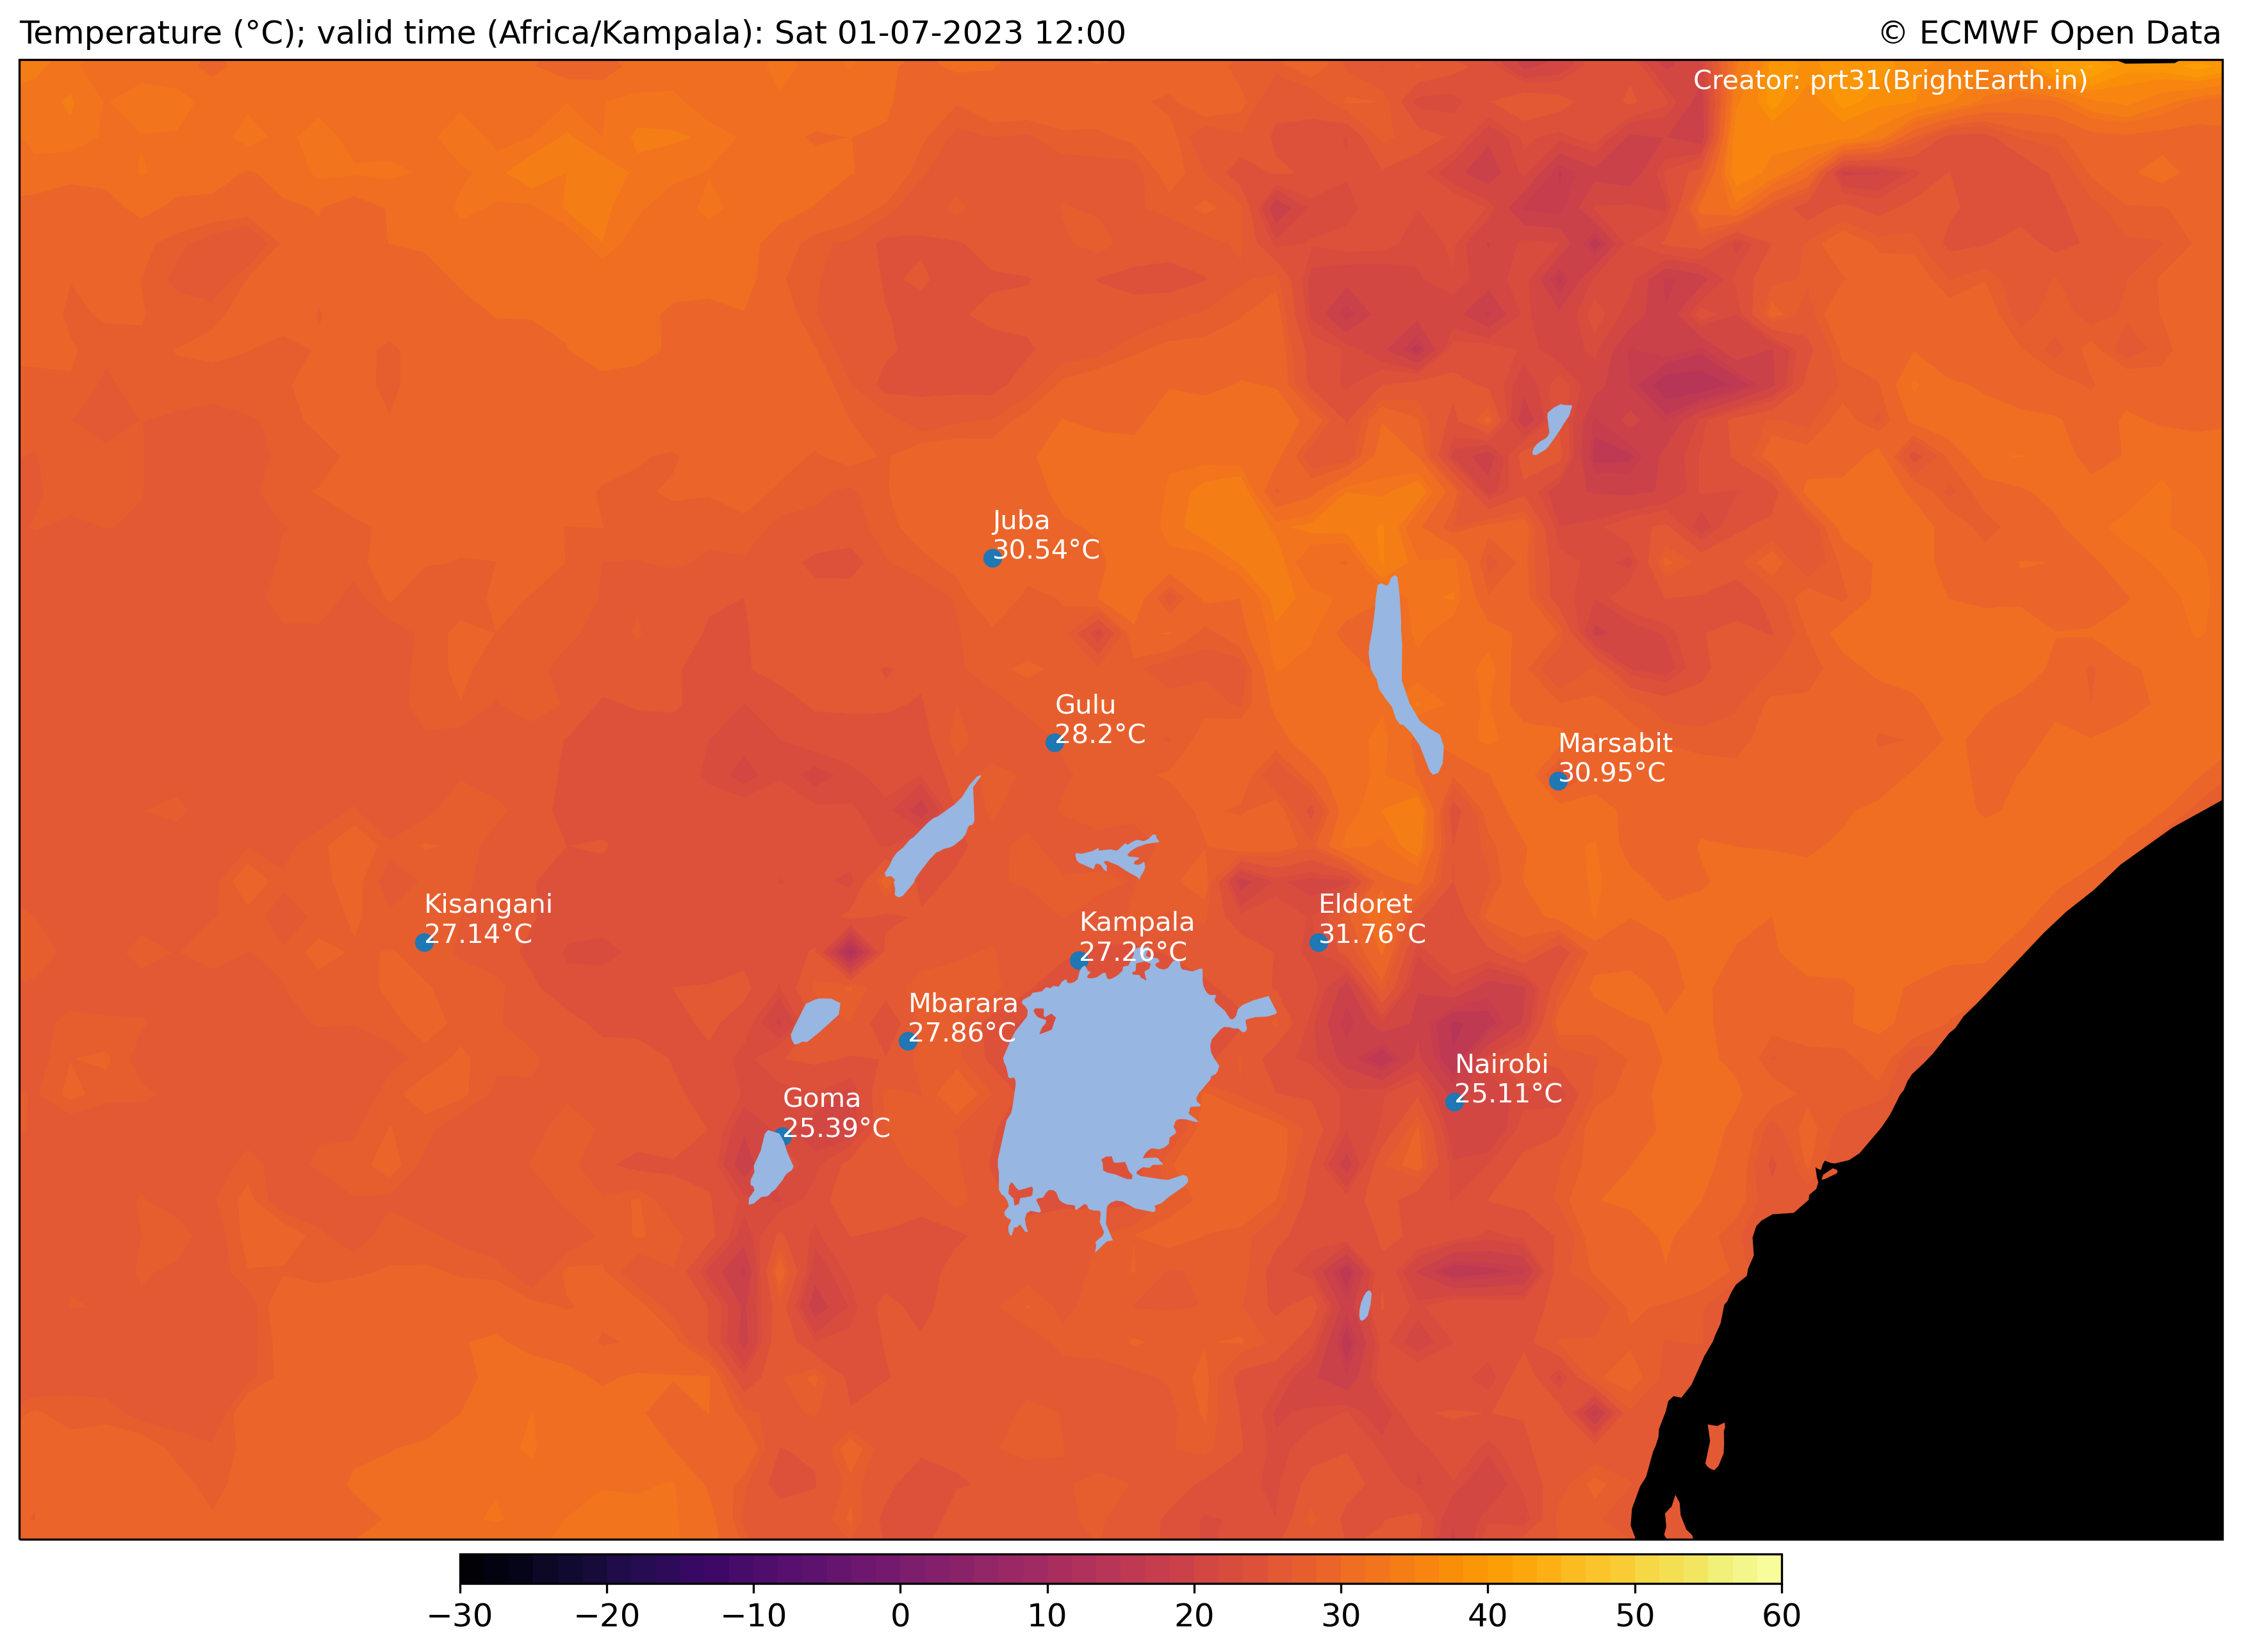 Temperature (°C); valid time (Africa/Kampala): Sat 01-07-2023 12:00
© ECMWF Open Data
Creator: prt31(BrightEarth.in)
Juba
30.54°C
Gulu
28.2°C
Marsabit
30.95°C
Kisangani
27.14°C
Kampala
27.26°C
Eldoret
31.76°C
Mbarara
27.86°C
Nairobi
25.11°C
Goma
25.39°C
−30 −20 −10 0 10 20 30 40 50 60